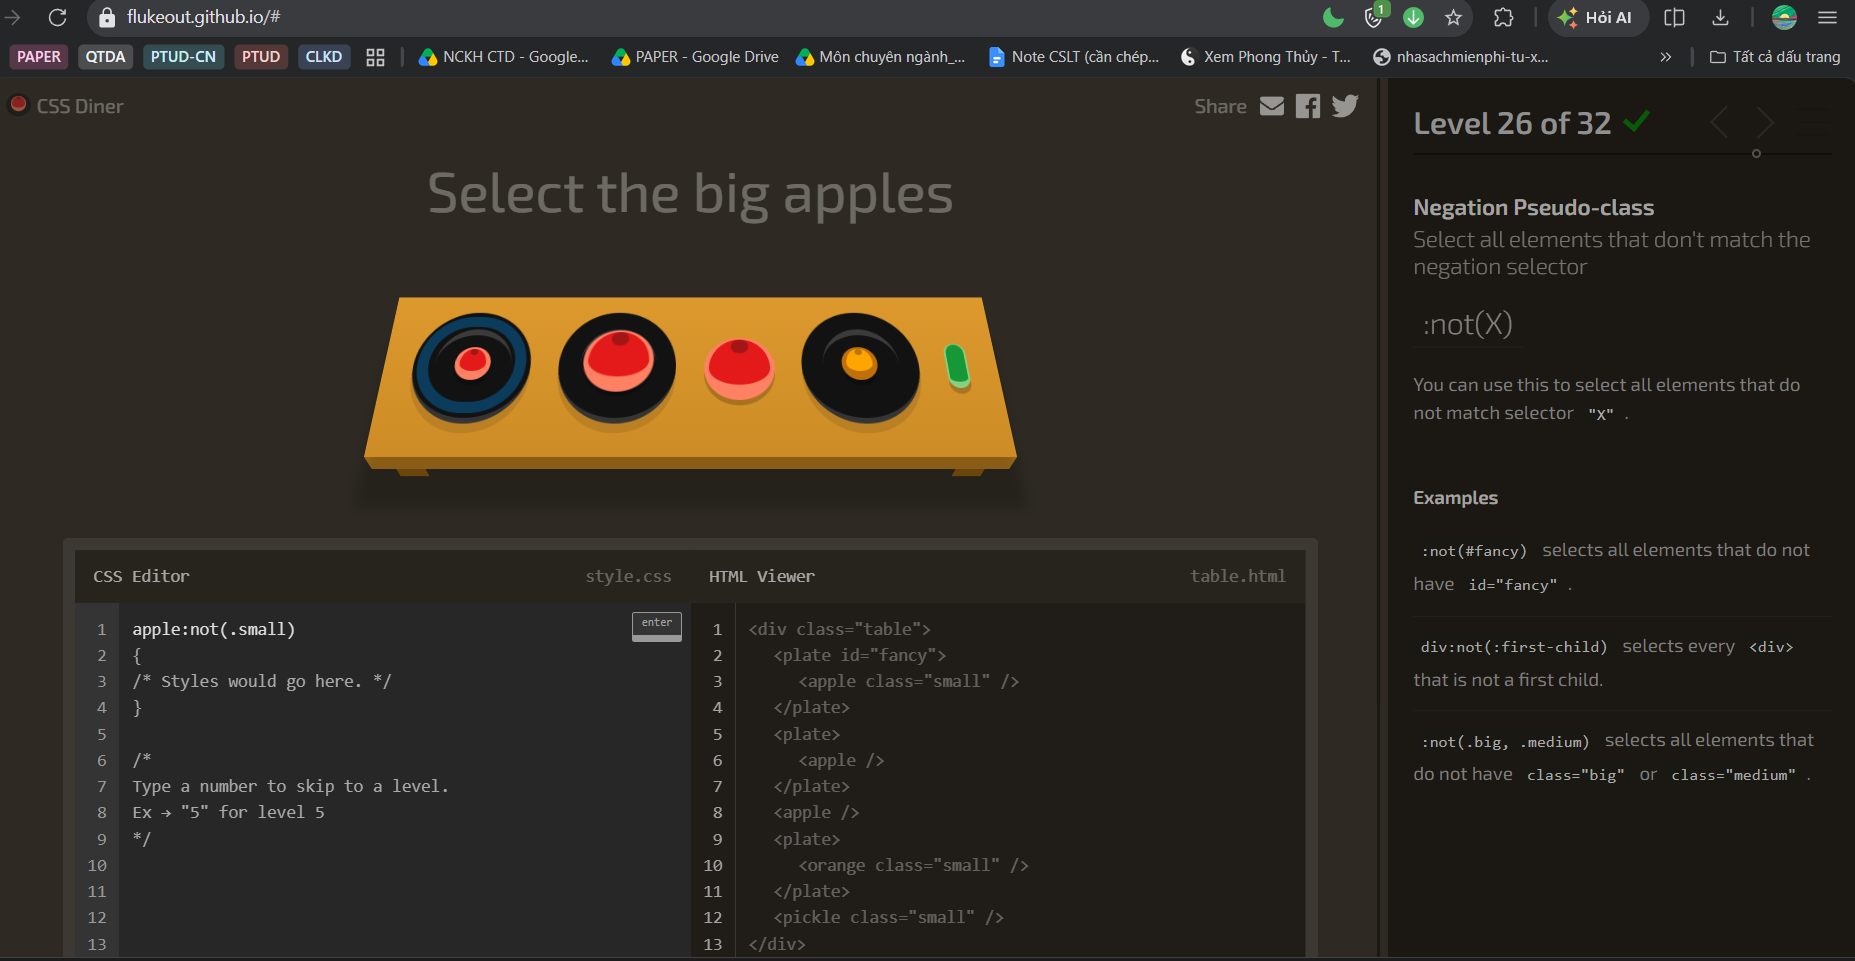 flukeout.github.io/#
1
Hỏi AI
PAPER
QTDA
PTUD-CN
PTUD
CLKD
NCKH CTD - Google...
PAPER - Google Drive
Môn chuyên ngành_...
Note CSLT (cần chép...
Xem Phong Thủy - T...
nhasachmienphi-tu-x...
»
Tất cả dấu trang
CSS Diner
Share
Select the big apples
CSS Editor
style.css
1 apple:not(.small)
enter
2 {
3 /* Styles would go here. */
4 }
5
6 /*
7 Type a number to skip to a level.
8 Ex → "5" for level 5
9 */
10
11
12
13
HTML Viewer
table.html
1 <div class="table">
2 <plate id="fancy">
3 <apple class="small" />
4 </plate>
5 <plate>
6 <apple />
7 </plate>
8 <apple />
9 <plate>
10 <orange class="small" />
11 </plate>
12 <pickle class="small" />
13 </div>
Level 26 of 32
Negation Pseudo-class
Select all elements that don't match the
negation selector
:not(X)
You can use this to select all elements that do
not match selector "X" .
Examples
:not(#fancy) selects all elements that do not
have id="fancy" .
div:not(:first-child) selects every <div>
that is not a first child.
:not(.big, .medium) selects all elements that
do not have class="big" or class="medium" .